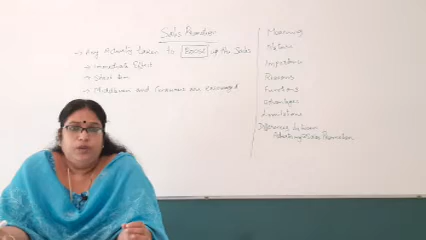 Sales Promotion
→ Any Activity taken to Boost up the Sales
→ Immediate Effect
→ Short term
→ Middlemen and Consumers are encouraged
Meaning
Nature
Importance
Reasons
Functions
Advantages
Limitations
Difference between
Advertising & Sales Promotion